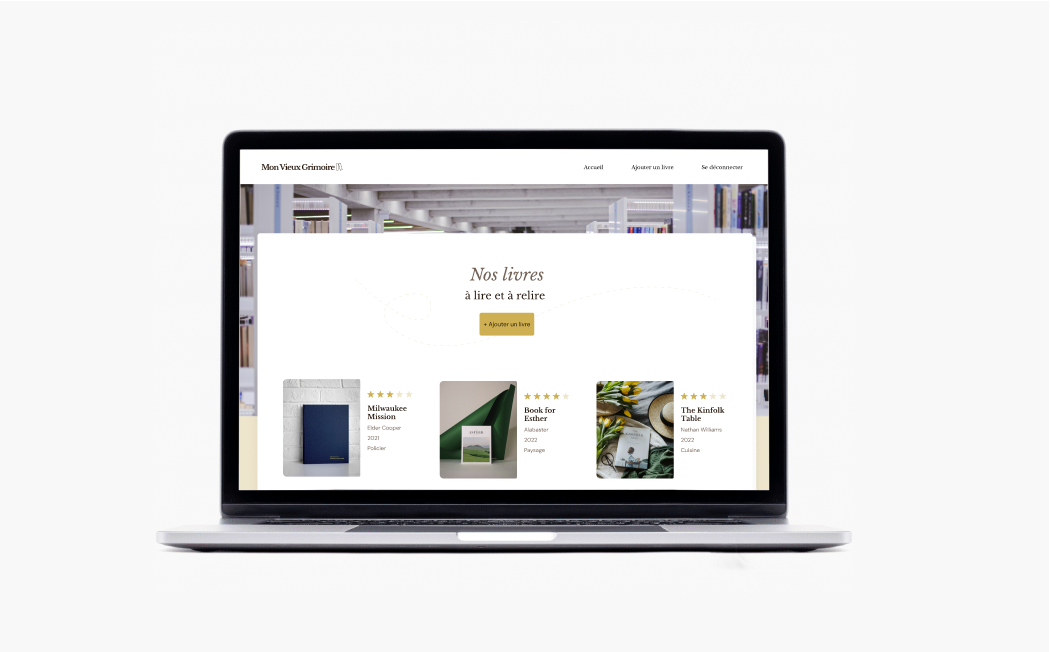 Mon Vieux Grimoire
Accueil
Ajouter un livre
Se déconnecter
Nos livres
à lire et à relire
+ Ajouter un livre
Milwaukee
Mission
Elder Cooper
2021
Policier
ESTHER
Book for
Esther
Alabaster
2022
Paysage
The Kinfolk
Table
Nathan Williams
2022
Cuisine